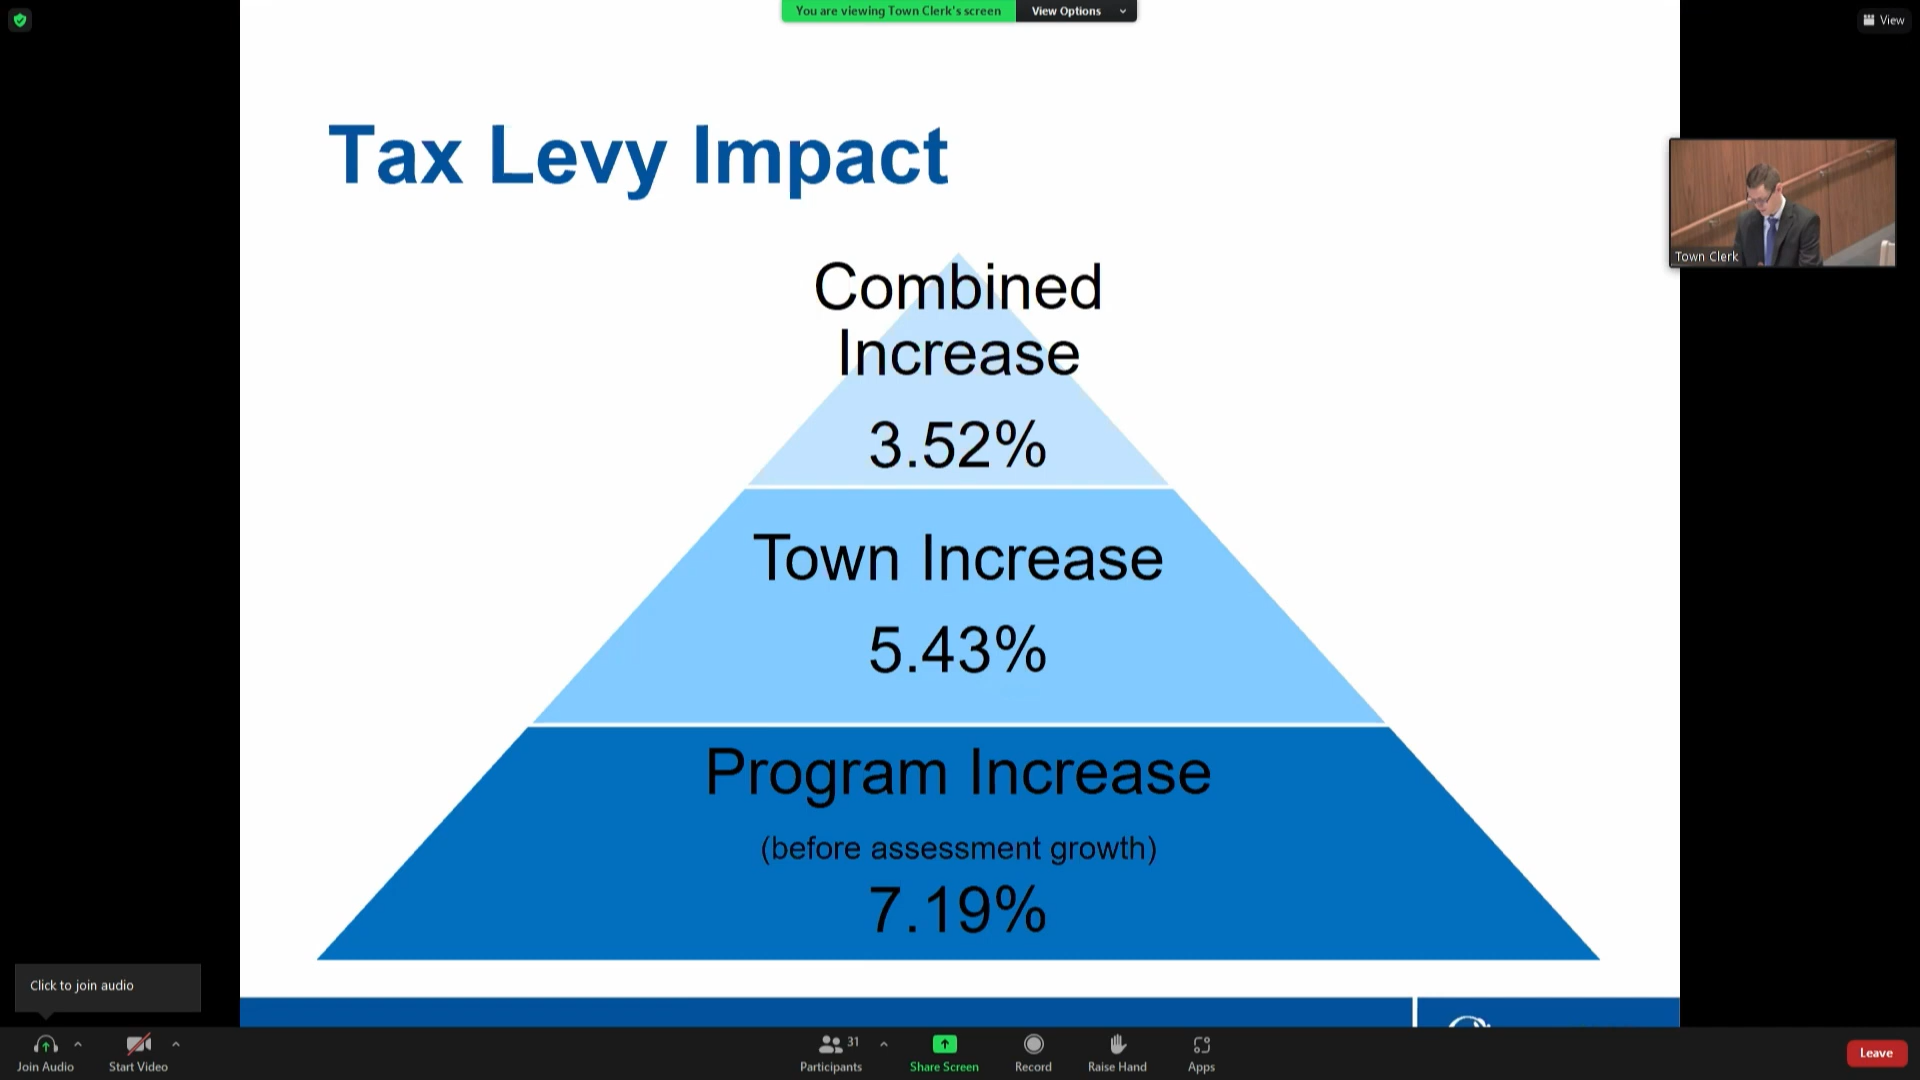 You are viewing Town Clerk's screen
View Options
View
Tax Levy Impact
Combined
Increase
3.52%
Town Clerk
Town Increase
5.43%
Program Increase
(before assessment growth)
7.19%
Click to join audio
Join Audio
Start Video
31
Participants
Share Screen
Record
Raise Hand
Apps
Leave